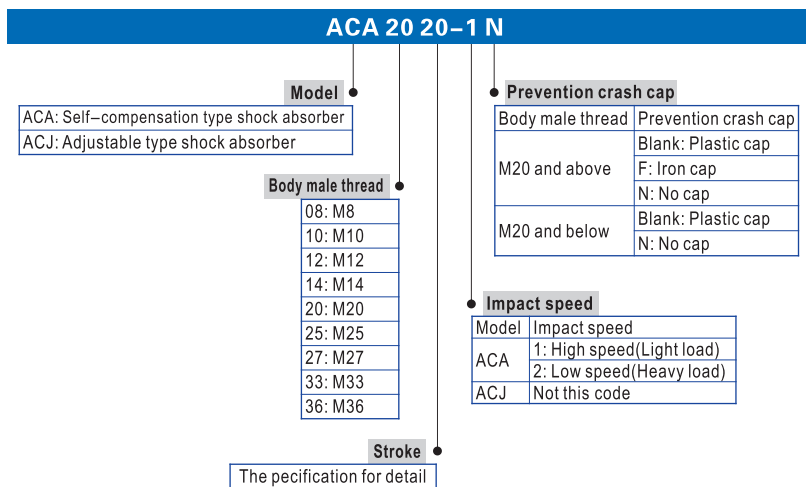 ACA 20 20-1 N
Model
ACA: Self-compensation type shock absorber
ACJ: Adjustable type shock absorber
Body male thread
08: M8
10: M10
12: M12
14: M14
20: M20
25: M25
27: M27
33: M33
36: M36
Stroke
The pecification for detail
Prevention crash cap
Body male thread Prevention crash cap
M20 and above
Blank: Plastic cap
F: Iron cap
N: No cap
M20 and below
Blank: Plastic cap
N: No cap
Impact speed
Model Impact speed
ACA
1: High speed(Light load)
2: Low speed(Heavy load)
ACJ Not this code